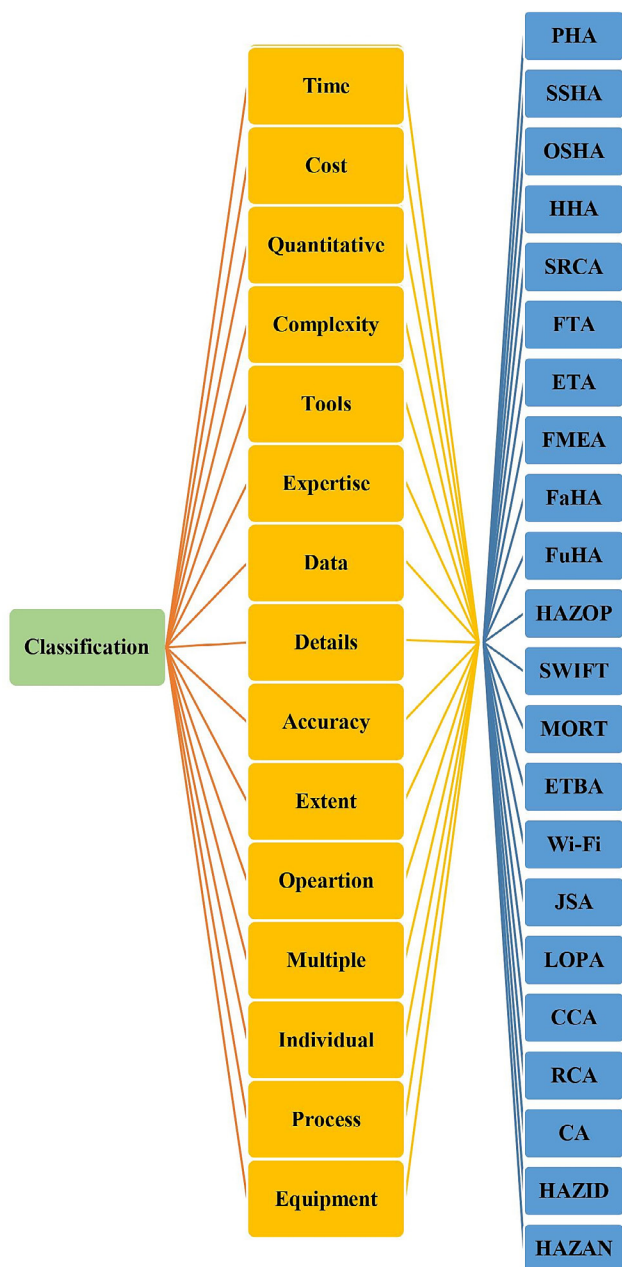 Classification
Time
Cost
Quantitative
Complexity
Tools
Expertise
Data
Details
Accuracy
Extent
Opeartion
Multiple
Individual
Process
Equipment
PHA
SSHA
OSHA
HHA
SRCA
FTA
ETA
FMEA
FaHA
FuHA
HAZOP
SWIFT
MORT
ETBA
Wi-Fi
JSA
LOPA
CCA
RCA
CA
HAZID
HAZAN